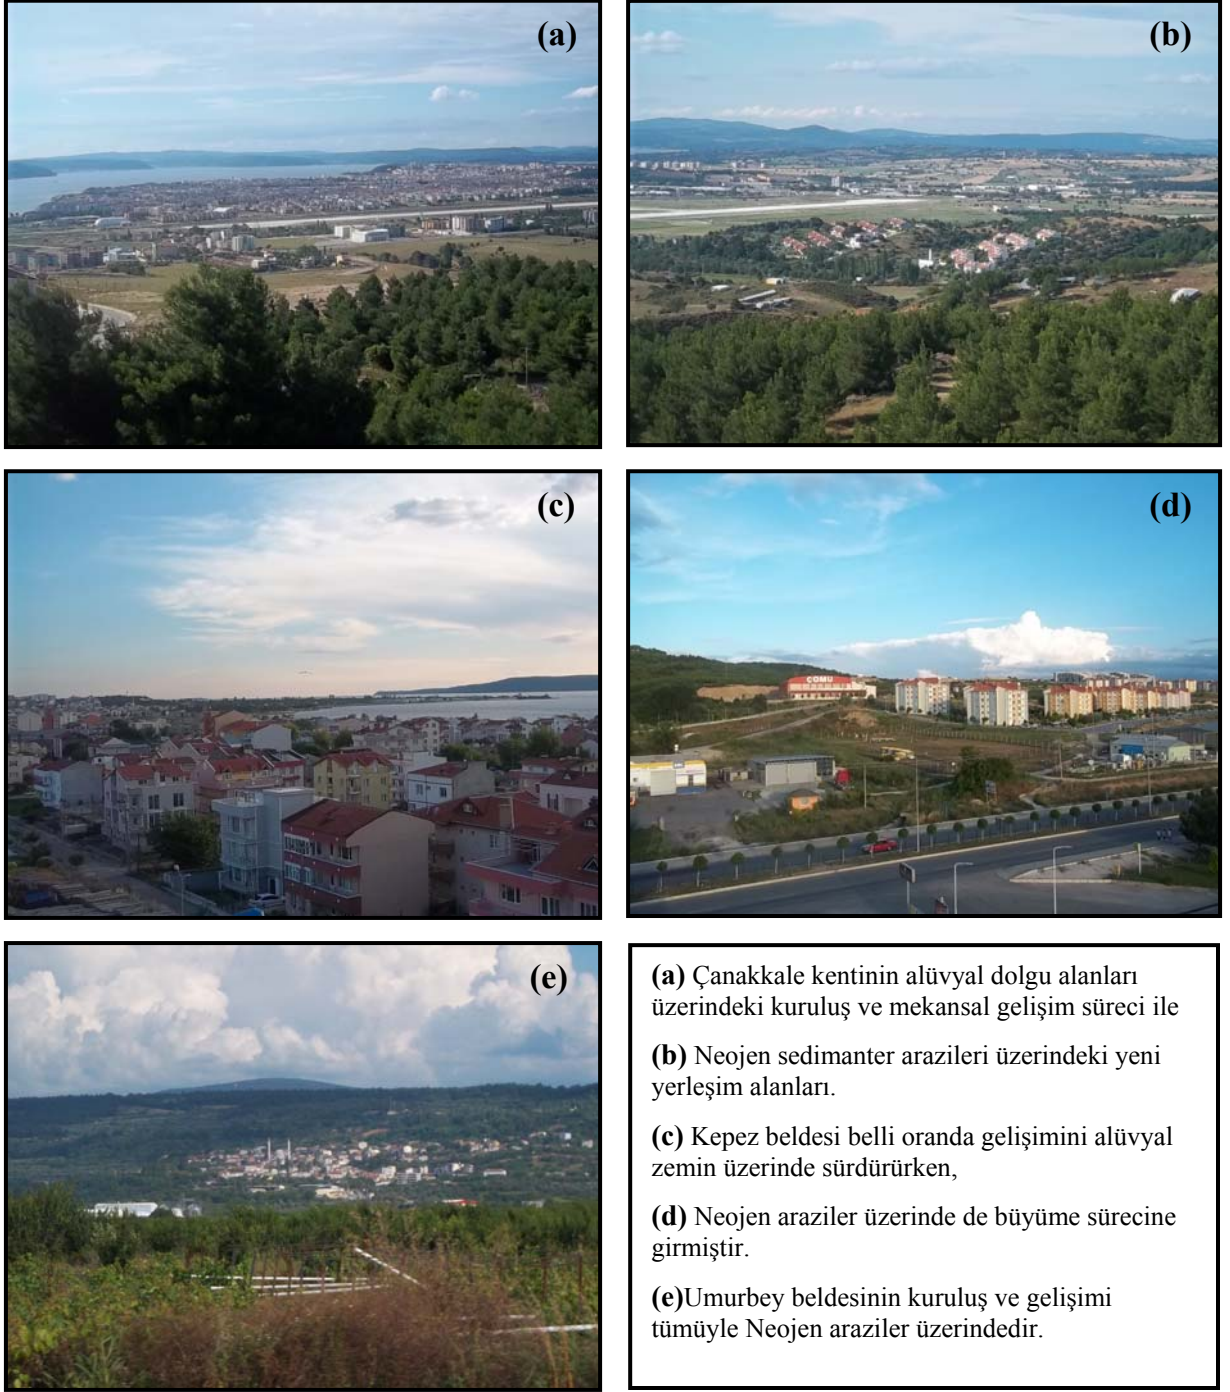 (a)
(b)
(c)
(d)
ÇOMU
(e)
(a) Çanakkale kentinin alüvyal dolgu alanları
üzerindeki kuruluş ve mekansal gelişim süreci ile
(b) Neojen sedimanter arazileri üzerindeki yeni
yerleşim alanları.
(c) Kepez beldesi belli oranda gelişimini alüvyal
zemin üzerinde sürdürürken,
(d) Neojen araziler üzerinde de büyüme sürecine
girmiştir.
(e)Umurbey beldesinin kuruluş ve gelişimi
tümüyle Neojen araziler üzerindedir.